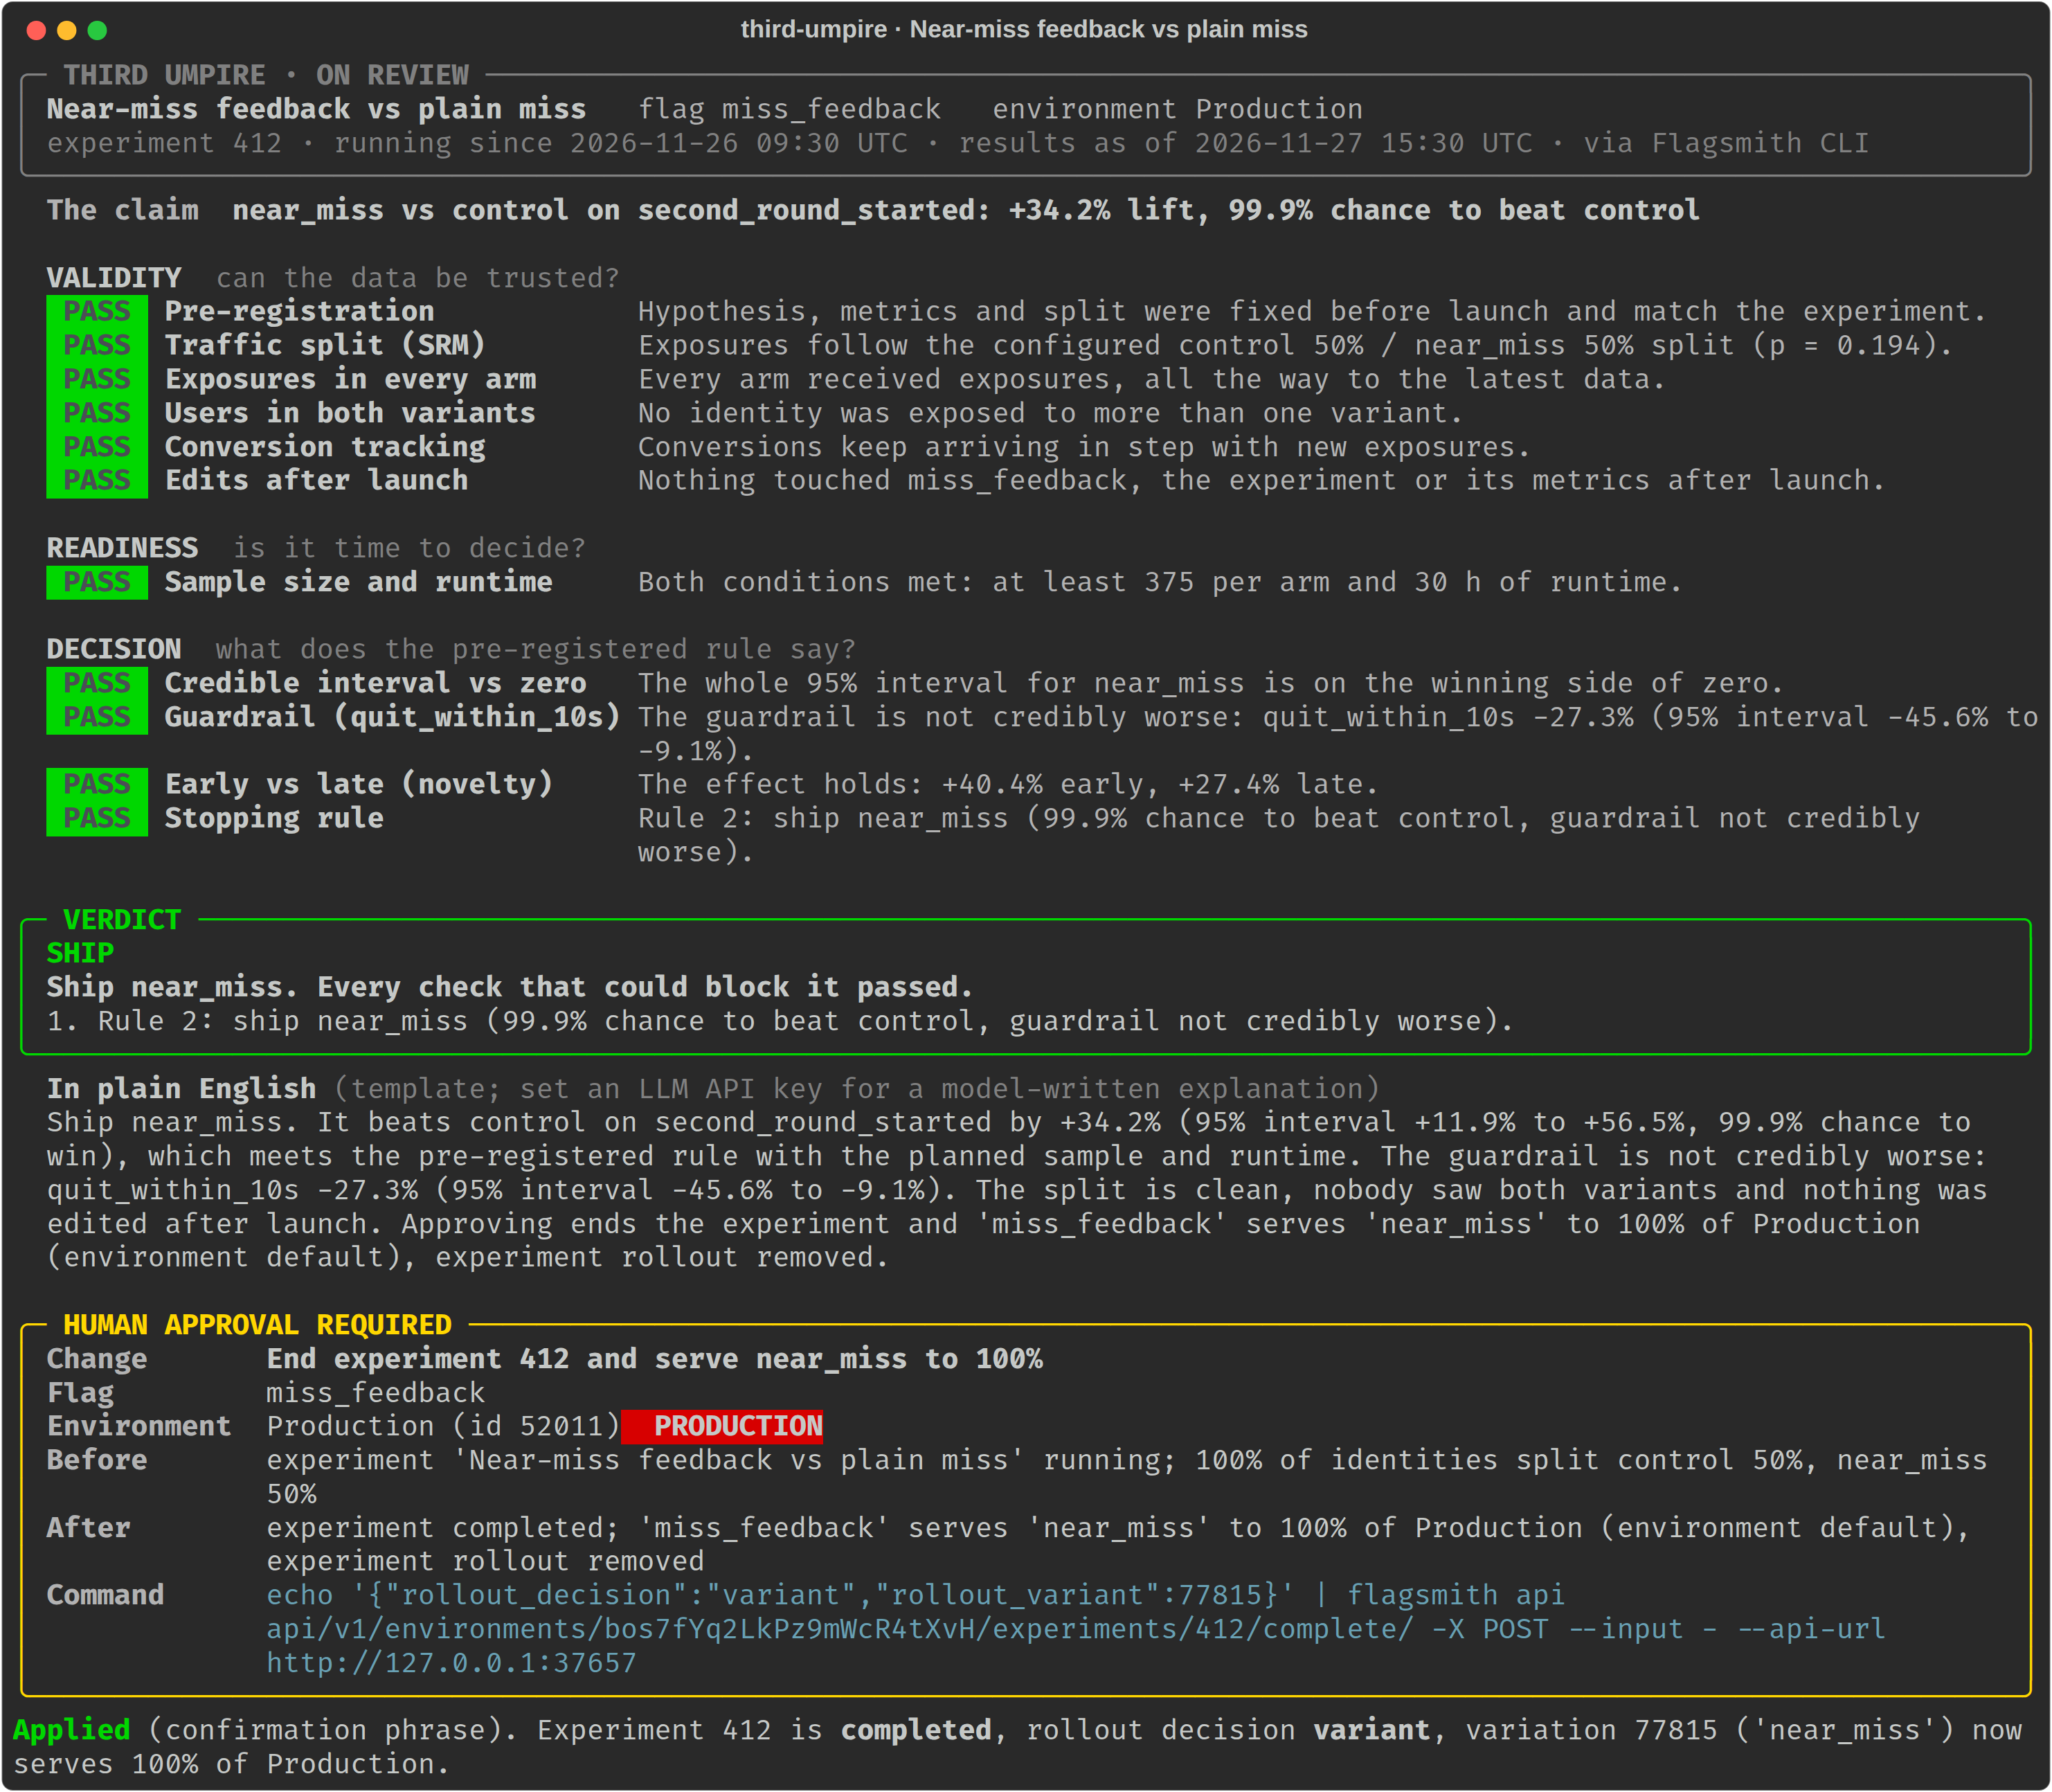 third-umpire · Near-miss feedback vs plain miss
THIRD UMPIRE · ON REVIEW
Near-miss feedback vs plain miss   flag miss_feedback   environment Production
experiment 412 · running since 2026-11-26 09:30 UTC · results as of 2026-11-27 15:30 UTC · via Flagsmith CLI
The claim  near_miss vs control on second_round_started: +34.2% lift, 99.9% chance to beat control
VALIDITY  can the data be trusted?
PASS Pre-registration Hypothesis, metrics and split were fixed before launch and match the experiment.
PASS Traffic split (SRM) Exposures follow the configured control 50% / near_miss 50% split (p = 0.194).
PASS Exposures in every arm Every arm received exposures, all the way to the latest data.
PASS Users in both variants No identity was exposed to more than one variant.
PASS Conversion tracking Conversions keep arriving in step with new exposures.
PASS Edits after launch Nothing touched miss_feedback, the experiment or its metrics after launch.
READINESS  is it time to decide?
PASS Sample size and runtime Both conditions met: at least 375 per arm and 30 h of runtime.
DECISION  what does the pre-registered rule say?
PASS Credible interval vs zero The whole 95% interval for near_miss is on the winning side of zero.
PASS Guardrail (quit_within_10s) The guardrail is not credibly worse: quit_within_10s -27.3% (95% interval -45.6% to
-9.1%).
PASS Early vs late (novelty) The effect holds: +40.4% early, +27.4% late.
PASS Stopping rule Rule 2: ship near_miss (99.9% chance to beat control, guardrail not credibly
worse).
VERDICT
SHIP
Ship near_miss. Every check that could block it passed.
1. Rule 2: ship near_miss (99.9% chance to beat control, guardrail not credibly worse).
In plain English (template; set an LLM API key for a model-written explanation)
Ship near_miss. It beats control on second_round_started by +34.2% (95% interval +11.9% to +56.5%, 99.9% chance to
win), which meets the pre-registered rule with the planned sample and runtime. The guardrail is not credibly worse:
quit_within_10s -27.3% (95% interval -45.6% to -9.1%). The split is clean, nobody saw both variants and nothing was
edited after launch. Approving ends the experiment and 'miss_feedback' serves 'near_miss' to 100% of Production
(environment default), experiment rollout removed.
HUMAN APPROVAL REQUIRED
Change End experiment 412 and serve near_miss to 100%
Flag miss_feedback
Environment Production (id 52011) PRODUCTION
Before experiment 'Near-miss feedback vs plain miss' running; 100% of identities split control 50%, near_miss
50%
After experiment completed; 'miss_feedback' serves 'near_miss' to 100% of Production (environment default),
experiment rollout removed
Command echo '{"rollout_decision":"variant","rollout_variant":77815}' | flagsmith api
api/v1/environments/bos7fYq2LkPz9mWcR4tXvH/experiments/412/complete/ -X POST --input - --api-url
http://127.0.0.1:37657
Applied (confirmation phrase). Experiment 412 is completed, rollout decision variant, variation 77815 ('near_miss') now
serves 100% of Production.